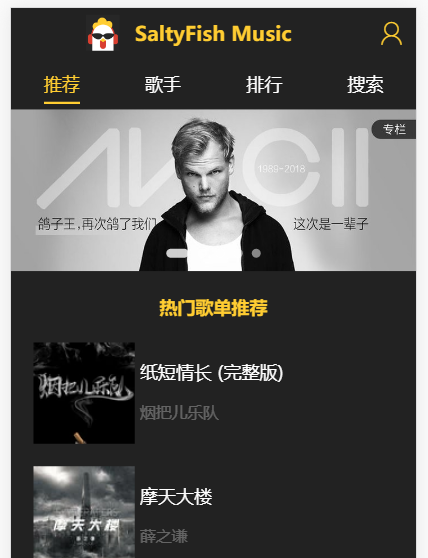 SaltyFish Music
推荐
歌手
排行
搜索
专栏
AVICII
1989-2018
鸽子王,再次鸽了我们
这次是一辈子
热门歌单推荐
烟把儿乐队
纸短情长 (完整版)
烟把儿乐队
摩天大楼
薛之谦
摩天大楼
薛之谦